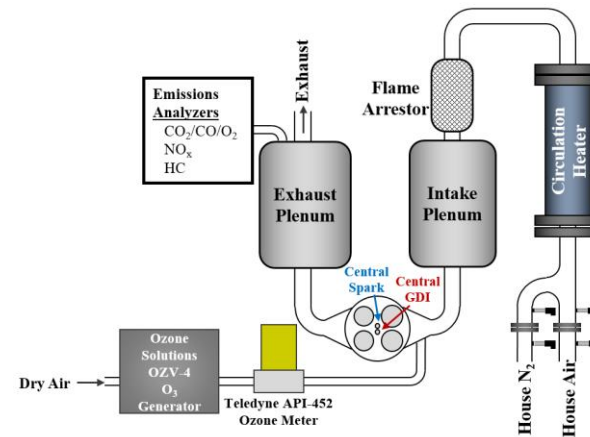 Emissions
Analyzers
CO₂/CO/O₂
NOₓ
HC
Exhaust
Flame
Arrestor
Circulation
Heater
Exhaust
Plenum
Intake
Plenum
Central
Spark
Central
GDI
Dry Air
Ozone
Solutions
OZV-4
O₃
Generator
Teledyne API-452
Ozone Meter
House N₂
House Air